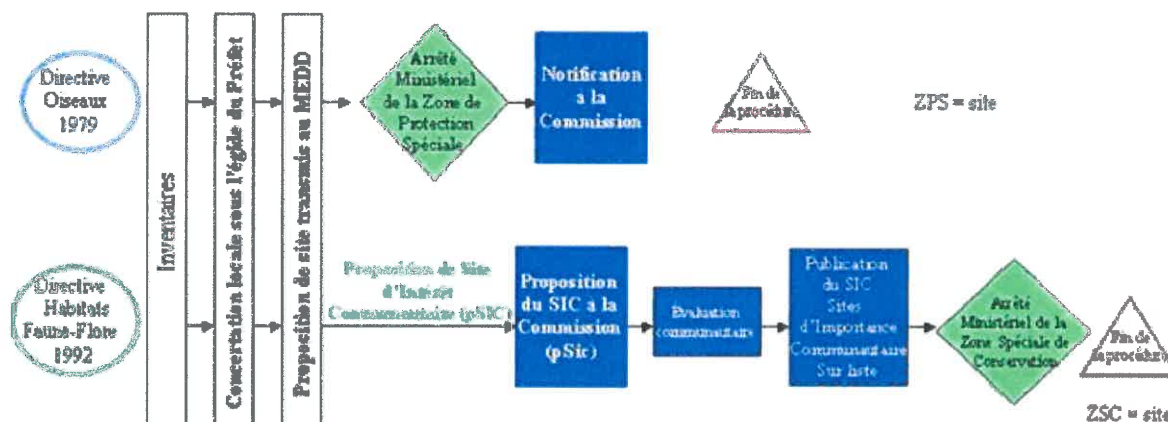 Directive
Oiseaux
1979
Inventaires
Concertation locale sous l'égide du Préfet
Proposition de site transmis au MEDD
Arrêté
Ministériel
de la Zone de
Protection
Spéciale
Notification
à la
Commission
Fin de
la procédure
ZPS = site
Directive
Habitats
Faune-Flore
1992
Proposition de Site
d'Intérêt
Communautaire (pSIC)
Proposition
du SIC à la
Commission
(pSic)
Evaluation
communautaire
Publication
du SIC
Sites
d'Importance
Communautaire
Sur liste
Arrêté
Ministériel de la
Zone Spéciale de
Conservation
Fin de
la procédure
ZSC = site